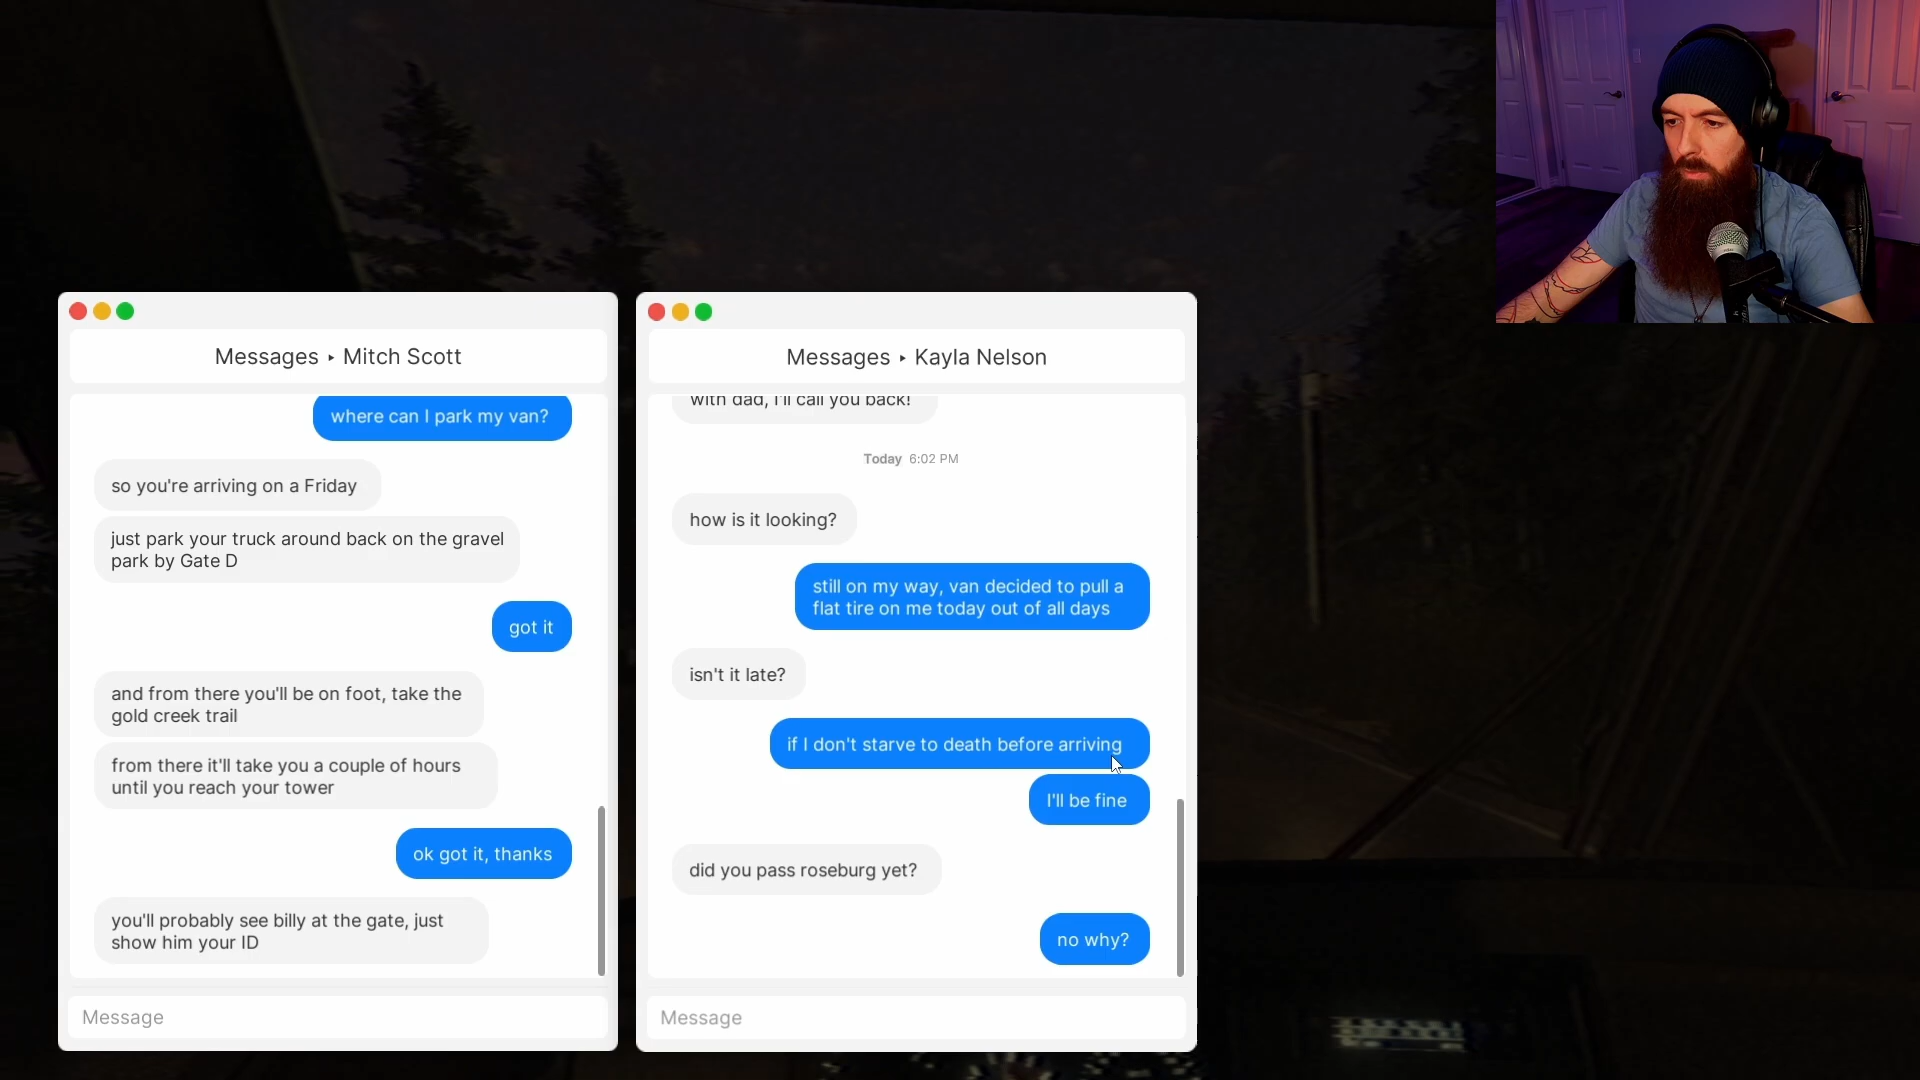 Messages ‣ Mitch Scott
where can I park my van?
so you're arriving on a Friday
just park your truck around back on the gravel
park by Gate D
got it
and from there you'll be on foot, take the
gold creek trail
from there it'll take you a couple of hours
until you reach your tower
ok got it, thanks
you'll probably see billy at the gate, just
show him your ID
Message
Messages ‣ Kayla Nelson
with dad, I'll call you back!
Today 6:02 PM
how is it looking?
still on my way, van decided to pull a
flat tire on me today out of all days
isn't it late?
if I don't starve to death before arriving
I'll be fine
did you pass roseburg yet?
no why?
Message